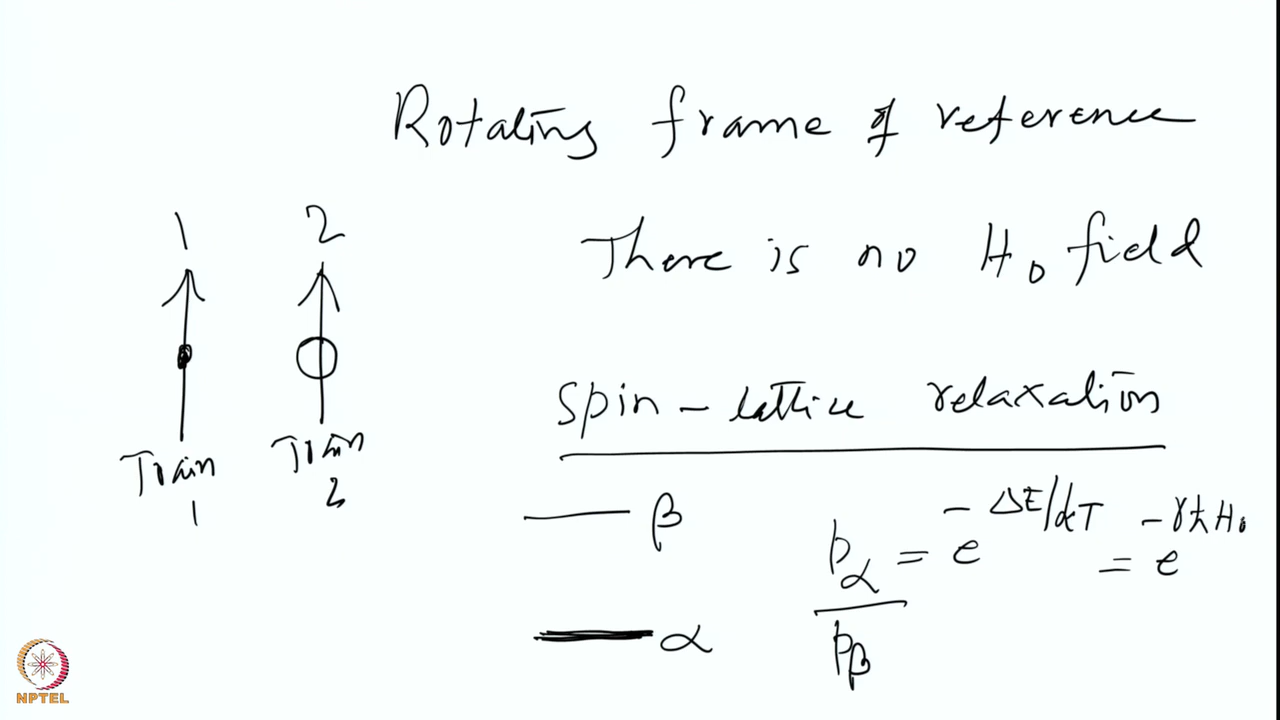 Rotating frame of reference
1 2
There is no H₀ field
Train 1
Train 2
Spin-lattice relaxation
β
α
pα/pβ = e^-ΔE/kT = e^-γħH₀
NPTEL